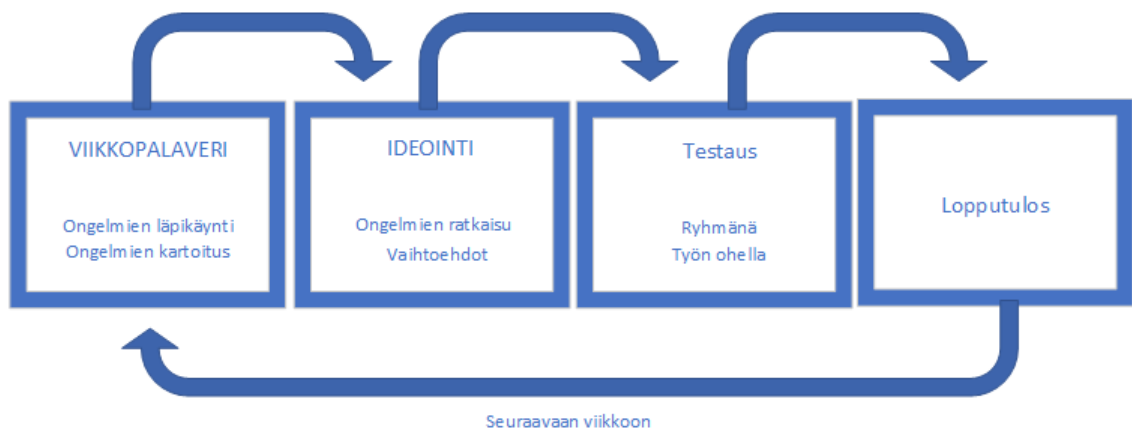 VIIKKOPALAVERI
Ongelmien läpikäynti
Ongelmien kartoitus
IDEOINTI
Ongelmien ratkaisu
Vaihtoehdot
Testaus
Ryhmänä
Työn ohella
Lopputulos
Seuraavaan viikkoon